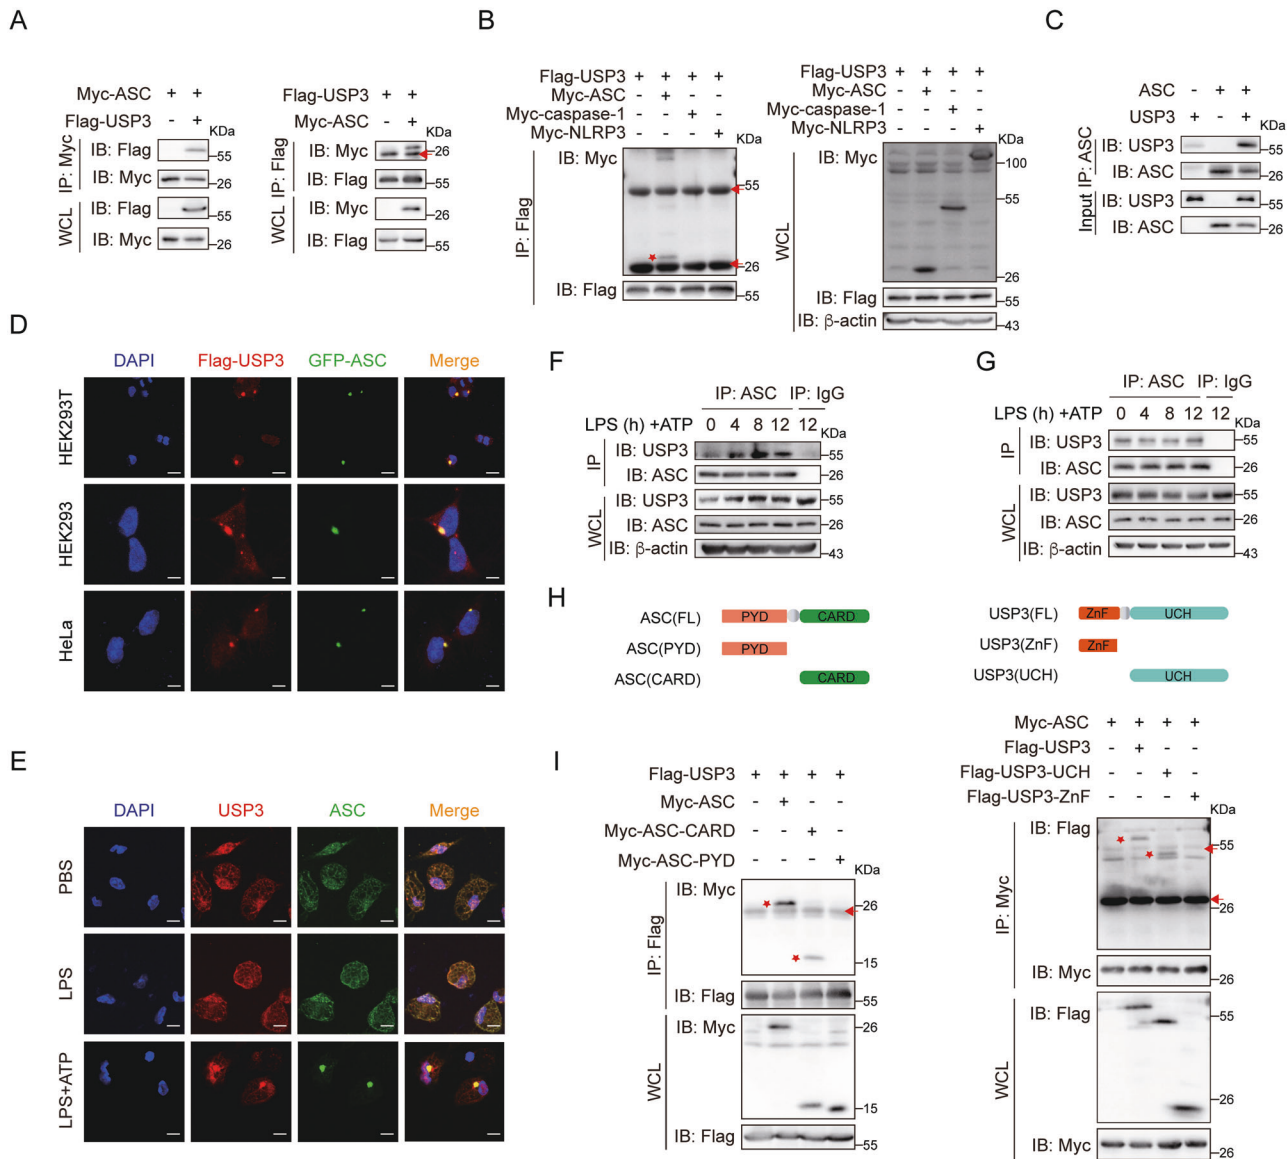 A
Myc-ASC + +
Flag-USP3 - +
KDa
IP: Myc
IB: Flag
55
IB: Myc
26
WCL
IB: Flag
55
IB: Myc
26
Flag-USP3 + +
Myc-ASC - +
KDa
IP: Flag
IB: Myc
26
IB: Flag
55
WCL
IB: Myc
26
IB: Flag
55
B
Flag-USP3 + + + +
Myc-ASC - + - -
Myc-caspase-1 - - + -
Myc-NLRP3 - - - +
KDa
IP: Flag
IB: Myc
55
26
IB: Flag
55
Flag-USP3 + + + +
Myc-ASC - + - -
Myc-caspase-1 - - + -
Myc-NLRP3 - - - +
KDa
WCL
IB: Myc
100
55
26
IB: Flag
55
IB: β-actin
43
C
ASC - + +
USP3 + - +
KDa
IP: ASC
IB: USP3
55
IB: ASC
26
Input
IB: USP3
55
IB: ASC
26
D
DAPI Flag-USP3 GFP-ASC Merge
HEK293T
HEK293
HeLa
E
DAPI USP3 ASC Merge
PBS
LPS
LPS+ATP
F
IP: ASC IP: IgG
LPS (h) +ATP 0 4 8 12 12
KDa
IP
IB: USP3
55
IB: ASC
26
WCL
IB: USP3
55
IB: ASC
26
IB: β-actin
43
G
IP: ASC IP: IgG
LPS (h) +ATP 0 4 8 12 12
KDa
IP
IB: USP3
55
IB: ASC
26
WCL
IB: USP3
55
IB: ASC
26
IB: β-actin
43
H
ASC(FL) PYD CARD
ASC(PYD) PYD
ASC(CARD) CARD
USP3(FL) ZnF UCH
USP3(ZnF) ZnF
USP3(UCH) UCH
I
Flag-USP3 + + + +
Myc-ASC - + - -
Myc-ASC-CARD - - + -
Myc-ASC-PYD - - - +
KDa
IP: Flag
IB: Myc
26
15
IB: Flag
55
WCL
IB: Myc
26
15
IB: Flag
55
Myc-ASC + + + +
Flag-USP3 - + - -
Flag-USP3-UCH - - + -
Flag-USP3-ZnF - - - +
KDa
IP: Myc
IB: Flag
55
26
IB: Myc
26
WCL
IB: Flag
55
26
IB: Myc
26